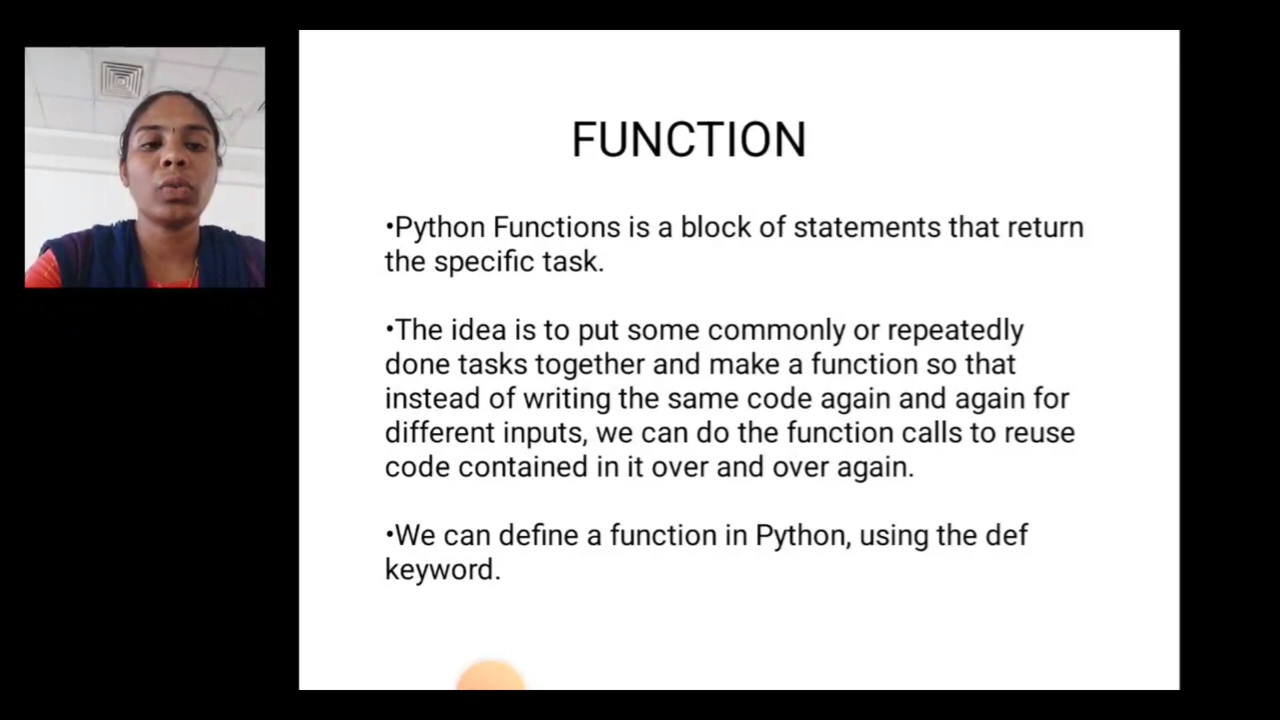 FUNCTION
•Python Functions is a block of statements that return
the specific task.
•The idea is to put some commonly or repeatedly
done tasks together and make a function so that
instead of writing the same code again and again for
different inputs, we can do the function calls to reuse
code contained in it over and over again.
•We can define a function in Python, using the def
keyword.